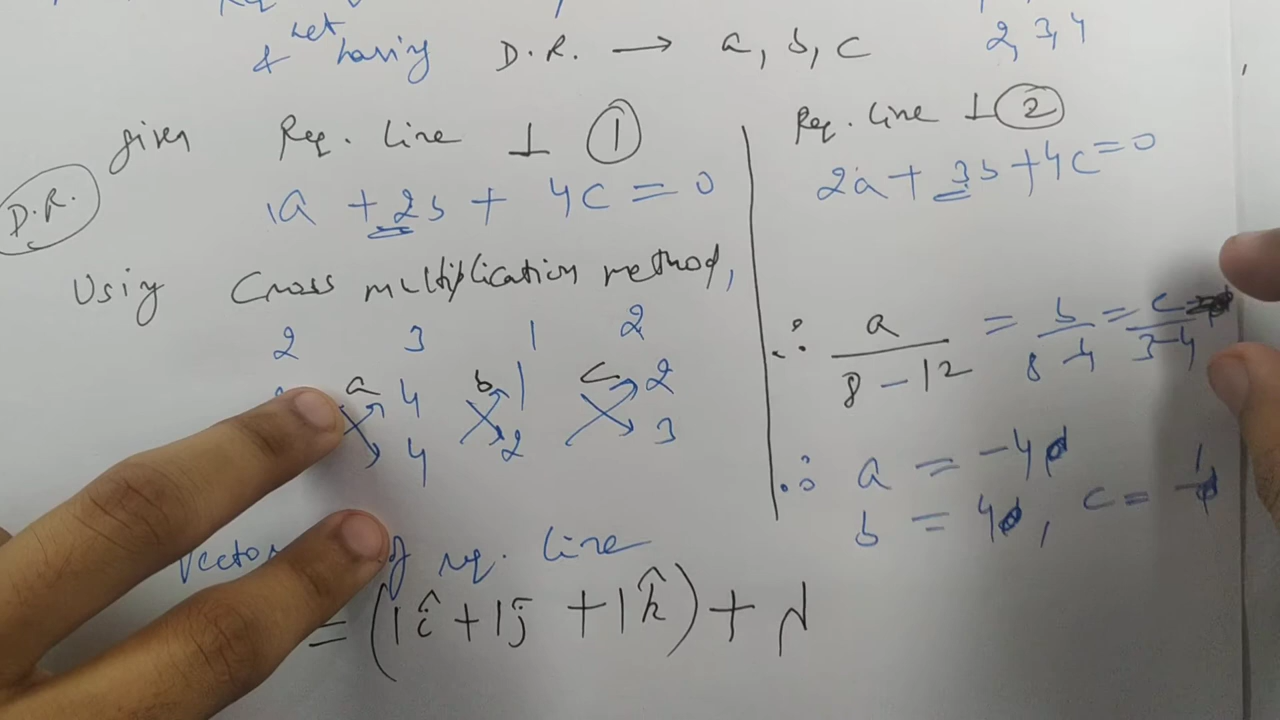 & let having D.R. → a, b, c 2, 3, 4
given Req. line ⊥ ①
1a + 2b + 4c = 0
D.R.
Using Cross multiplication method,
2 3 1 2
a 4 b 1 c 2
4 2 3
Req. line ⊥ ②
2a + 3b + 4c = 0
∴ a/(8 – 12) = b/(8 – 4) = c/(3 – 4)
∴ a = –4
b = 4, c =
Vector of req. line
= (1î + 1j + 1k̂) + λ